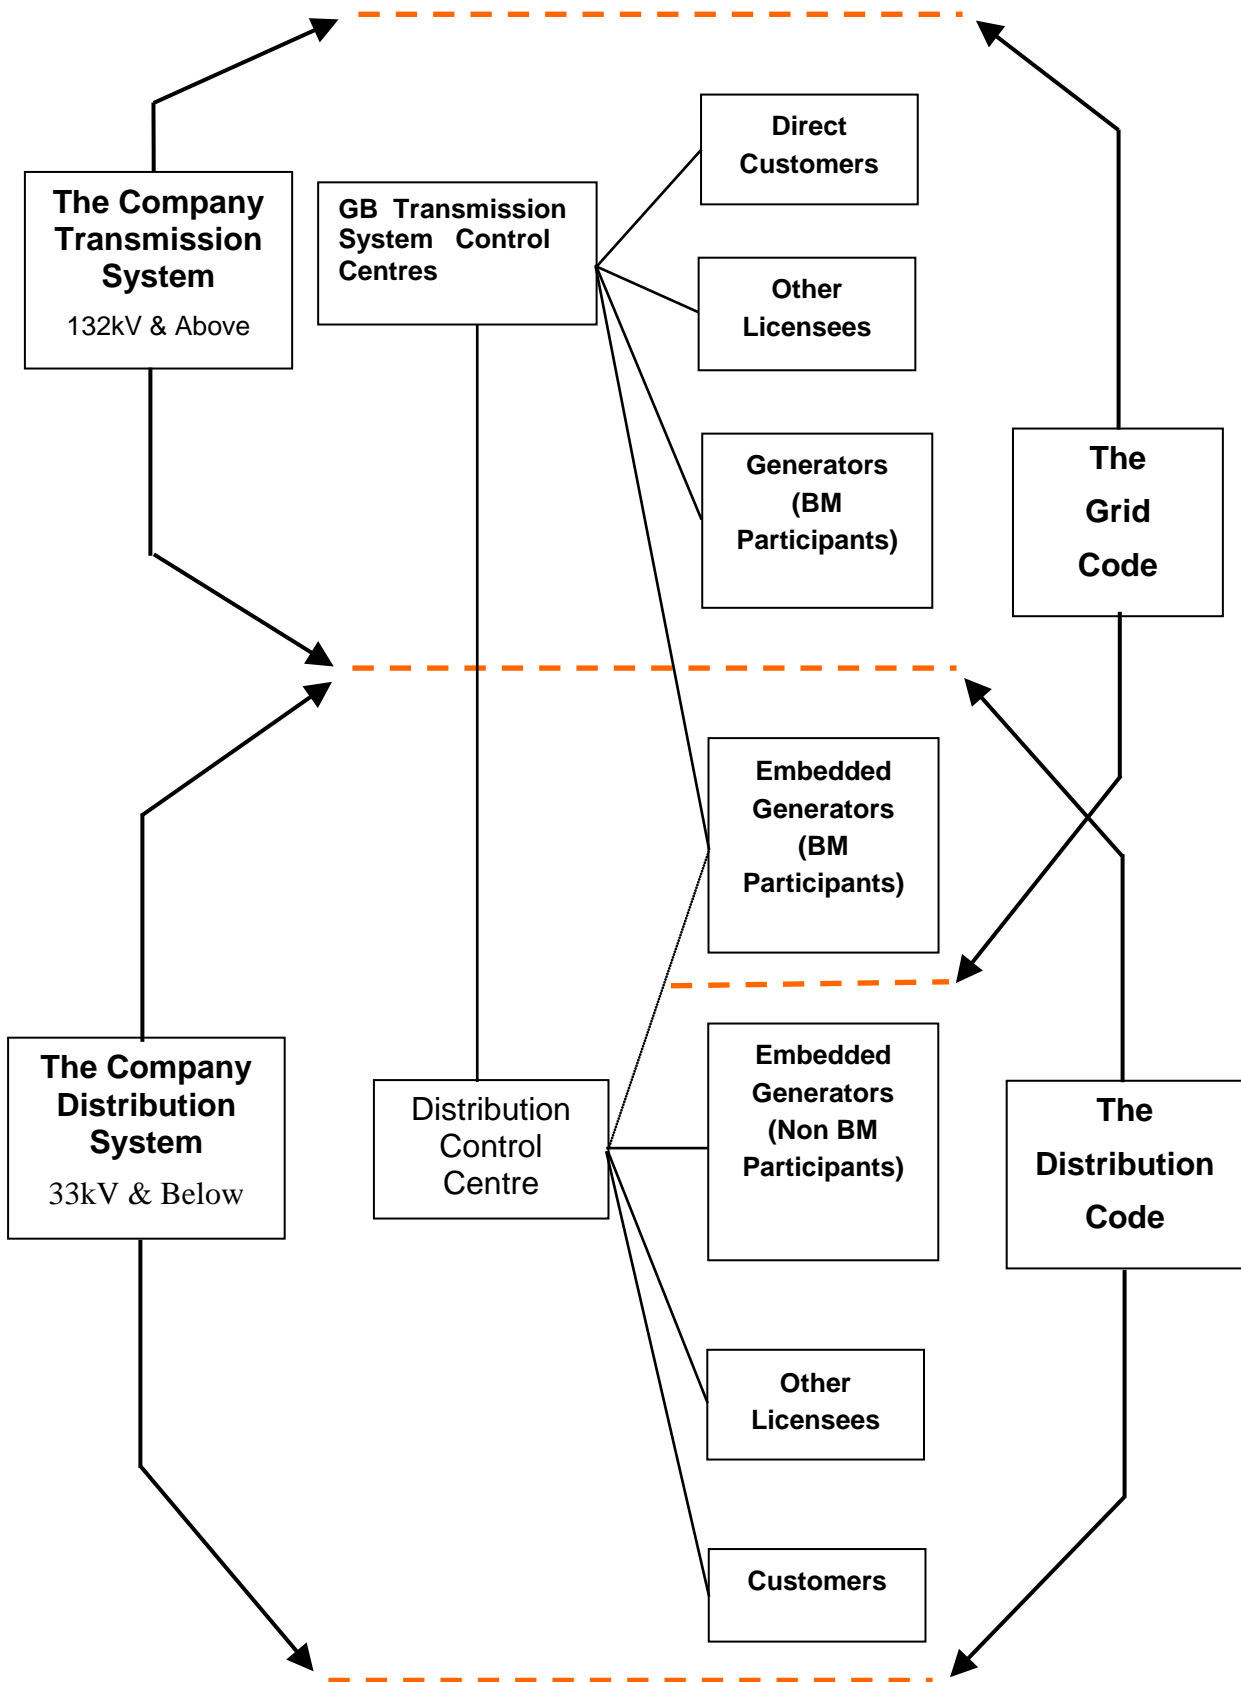 The Company
Transmission
System
132kV & Above
GB Transmission
System Control
Centres
Direct
Customers
Other
Licensees
Generators
(BM
Participants)
The
Grid
Code
Embedded
Generators
(BM
Participants)
The Company
Distribution
System
33kV & Below
Distribution
Control
Centre
Embedded
Generators
(Non BM
Participants)
The
Distribution
Code
Other
Licensees
Customers